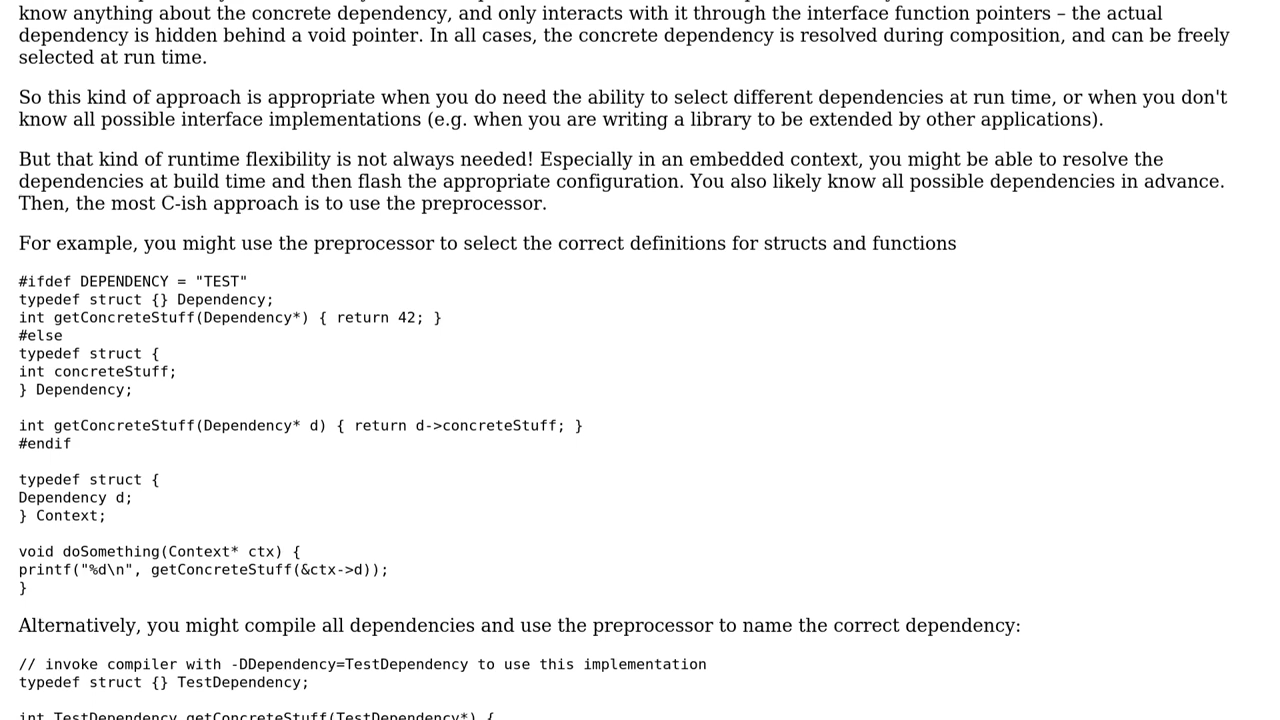 know anything about the concrete dependency, and only interacts with it through the interface function pointers – the actual
dependency is hidden behind a void pointer. In all cases, the concrete dependency is resolved during composition, and can be freely
selected at run time.
So this kind of approach is appropriate when you do need the ability to select different dependencies at run time, or when you don't
know all possible interface implementations (e.g. when you are writing a library to be extended by other applications).
But that kind of runtime flexibility is not always needed! Especially in an embedded context, you might be able to resolve the
dependencies at build time and then flash the appropriate configuration. You also likely know all possible dependencies in advance.
Then, the most C-ish approach is to use the preprocessor.
For example, you might use the preprocessor to select the correct definitions for structs and functions
#ifdef DEPENDENCY = "TEST"
typedef struct {} Dependency;
int getConcreteStuff(Dependency*) { return 42; }
#else
typedef struct {
int concreteStuff;
} Dependency;
int getConcreteStuff(Dependency* d) { return d->concreteStuff; }
#endif
typedef struct {
Dependency d;
} Context;
void doSomething(Context* ctx) {
printf("%d\n", getConcreteStuff(&ctx->d));
}
Alternatively, you might compile all dependencies and use the preprocessor to name the correct dependency:
// invoke compiler with -DDependency=TestDependency to use this implementation
typedef struct {} TestDependency;
int TestDependency_getConcreteStuff(TestDependency*) {